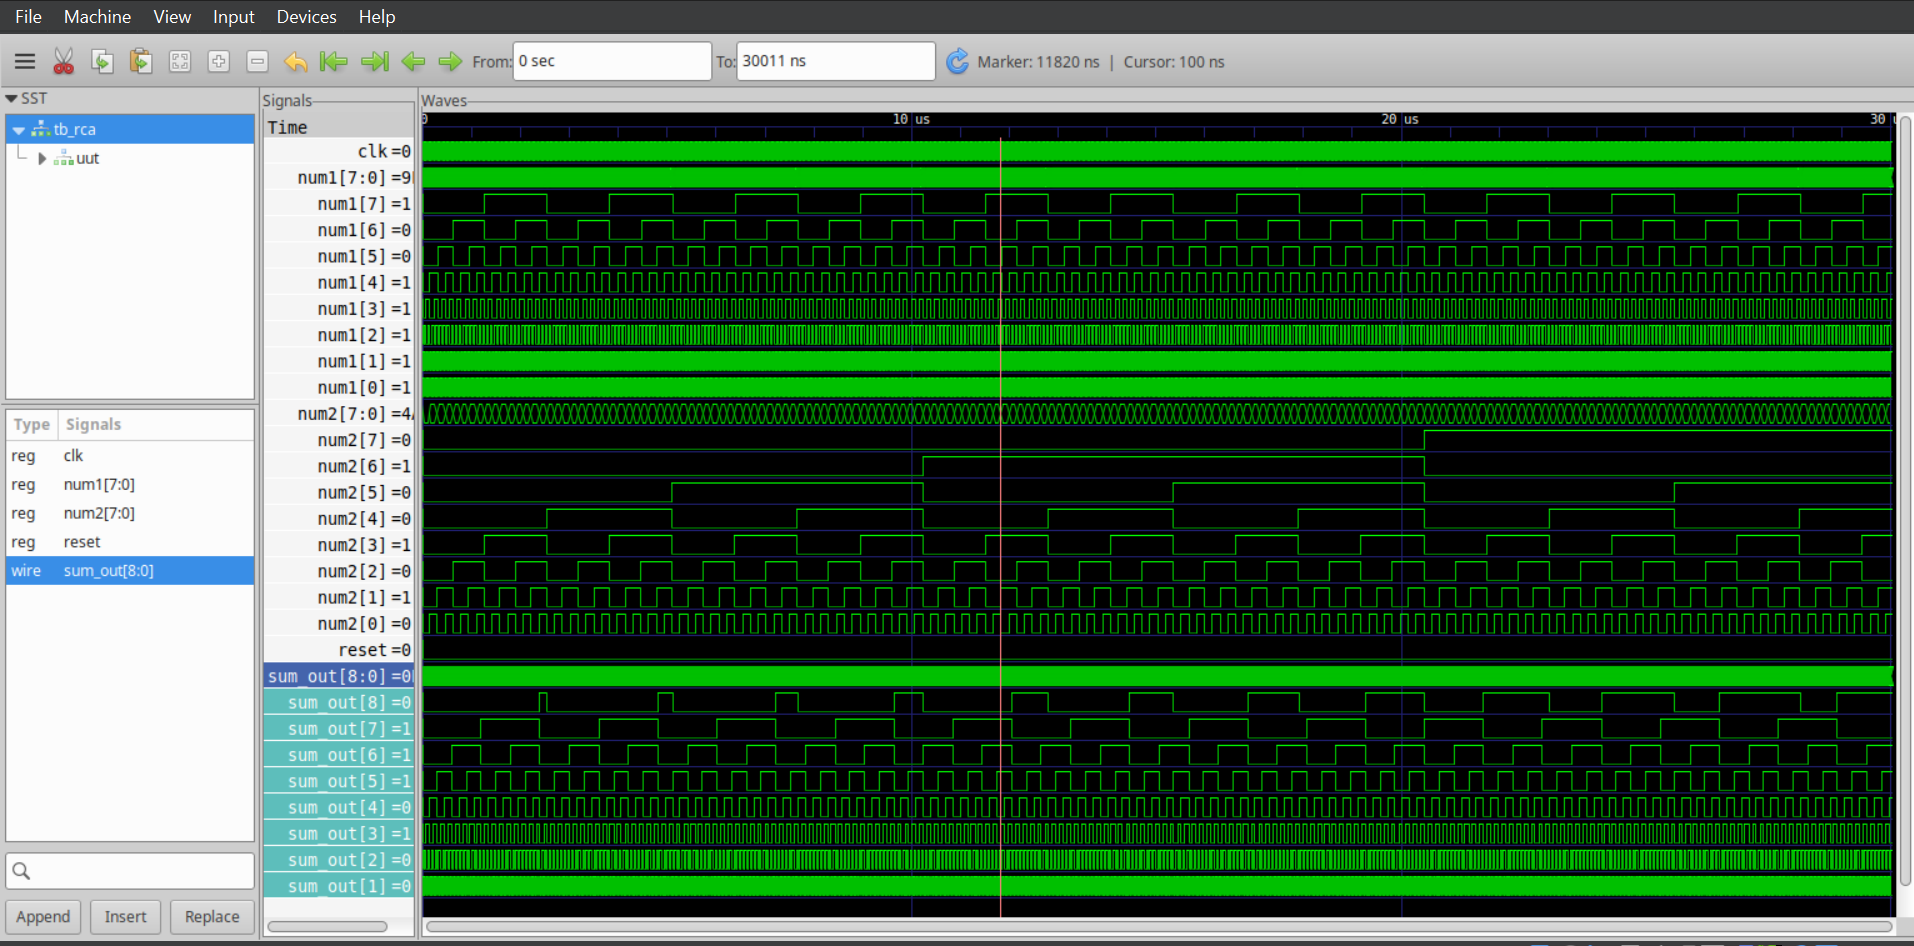 File Machine View Input Devices Help
From: 0 sec To: 30011 ns Marker: 11820 ns | Cursor: 100 ns
SST
tb_rca
uut
Type Signals
reg clk
reg num1[7:0]
reg num2[7:0]
reg reset
wire sum_out[8:0]
Append Insert Replace
Signals
Time
clk =0
num1[7:0] =9
num1[7] =1
num1[6] =0
num1[5] =0
num1[4] =1
num1[3] =1
num1[2] =1
num1[1] =1
num1[0] =1
num2[7:0] =4
num2[7] =0
num2[6] =1
num2[5] =0
num2[4] =0
num2[3] =1
num2[2] =0
num2[1] =1
num2[0] =0
reset =0
sum_out[8:0] =0
sum_out[8] =0
sum_out[7] =1
sum_out[6] =1
sum_out[5] =1
sum_out[4] =0
sum_out[3] =1
sum_out[2] =0
sum_out[1] =0
Waves
0 10 us 20 us 30